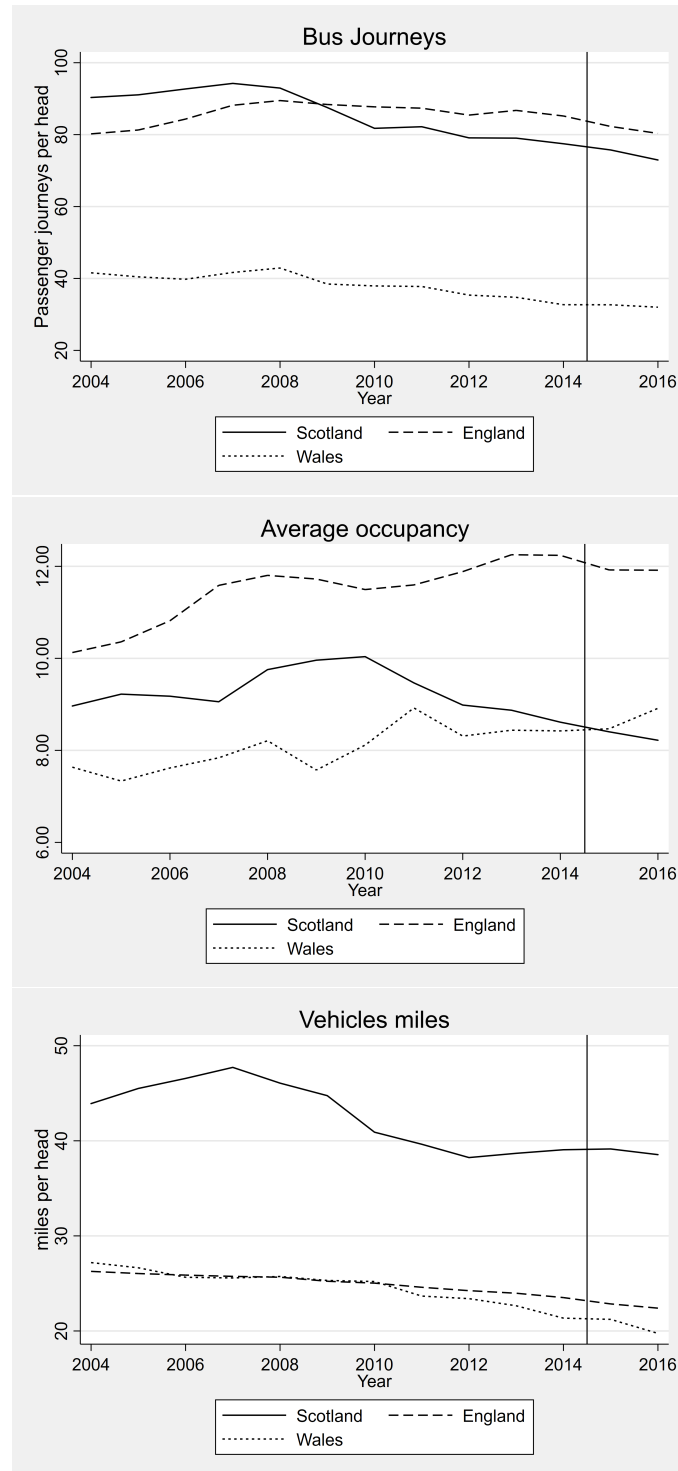 Bus Journeys
Passenger journeys per head
100
80
60
40
20
2004 2006 2008 2010 2012 2014 2016
Year
Scotland England
Wales
Average occupancy
12.00
10.00
8.00
6.00
2004 2006 2008 2010 2012 2014 2016
Year
Scotland England
Wales
Vehicles miles
miles per head
50
40
30
20
2004 2006 2008 2010 2012 2014 2016
Year
Scotland England
Wales